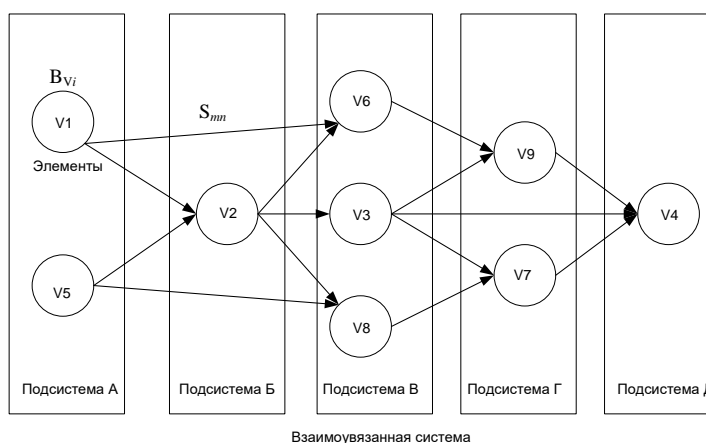 B_Vi
V1
S_mn
V6
Элементы
V9
V2
V3
V4
V5
V7
V8
Подсистема А
Подсистема Б
Подсистема В
Подсистема Г
Подсистема Д
Взаимоувязанная система